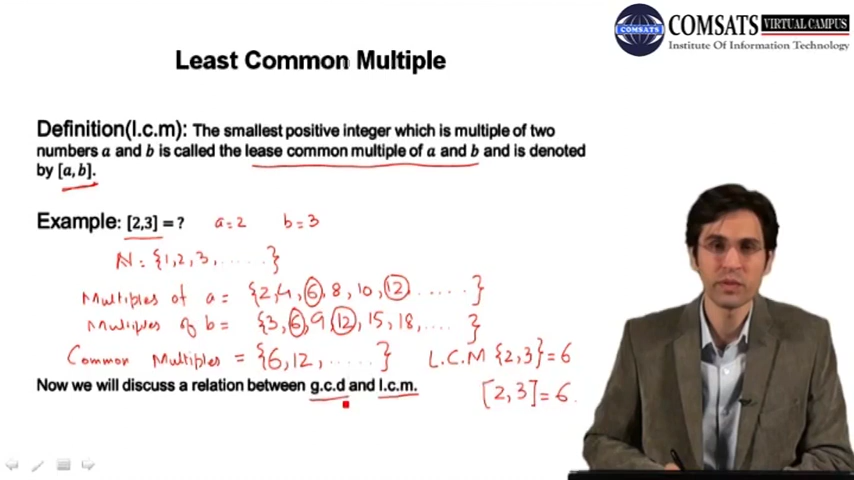 COMSATS
COMSATS VIRTUAL CAMPUS
Institute Of Information Technology
Least Common Multiple
Definition(l.c.m): The smallest positive integer which is multiple of two
numbers a and b is called the lease common multiple of a and b and is denoted
by [a, b].
Example: [2,3] = ? a=2 b=3
N = {1,2,3, ...... }
Multiples of a = {2,4,6,8,10,12, ...... }
Multiples of b = {3,6,9,12,15,18, .... }
Common Multiples = {6,12, ...... } L.C.M {2,3}=6
Now we will discuss a relation between g.c.d and l.c.m.
[2,3]=6.